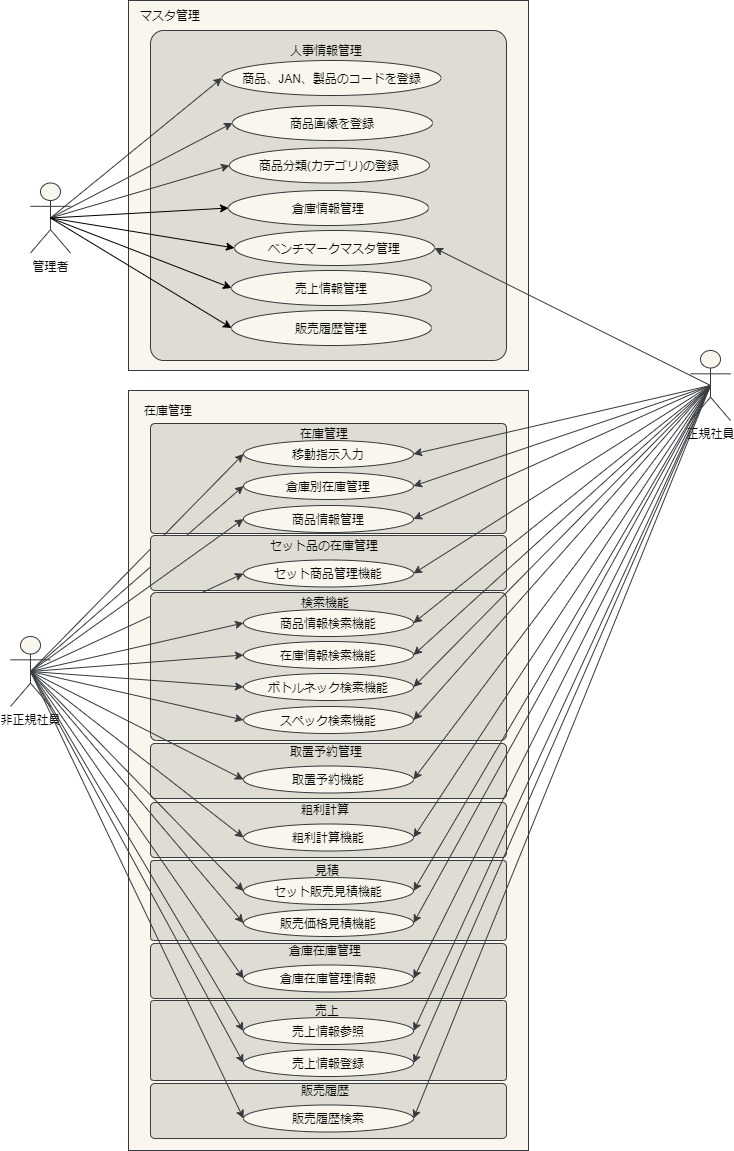 マスタ管理
人事情報管理
商品、JAN、製品のコードを登録
商品画像を登録
商品分類(カテゴリ)の登録
倉庫情報管理
ベンチマークマスタ管理
売上情報管理
販売履歴管理
管理者
正規社員
在庫管理
在庫管理
移動指示入力
倉庫別在庫管理
商品情報管理
セット品の在庫管理
セット商品管理機能
検索機能
商品情報検索機能
在庫情報検索機能
ボトルネック検索機能
スペック検索機能
非正規社員
取置予約管理
取置予約機能
粗利計算
粗利計算機能
見積
セット販売見積機能
販売価格見積機能
倉庫在庫管理
倉庫在庫管理情報
売上
売上情報参照
売上情報登録
販売履歴
販売履歴検索